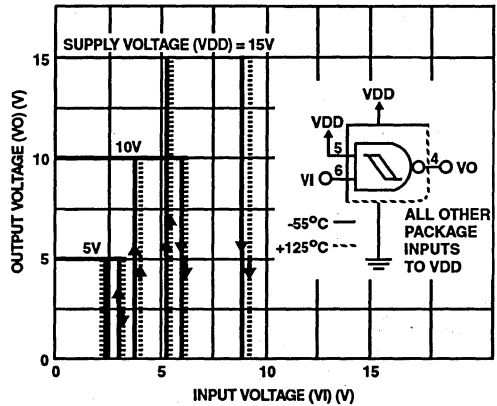 SUPPLY VOLTAGE (VDD) = 15V
15
10V
10
5V
5
0
0
5
10
15
OUTPUT VOLTAGE (VO) (V)
INPUT VOLTAGE (VI) (V)
VDD
VDD
5
VI
6
4
VO
-55°C
+125°C
ALL OTHER
PACKAGE
INPUTS
TO VDD